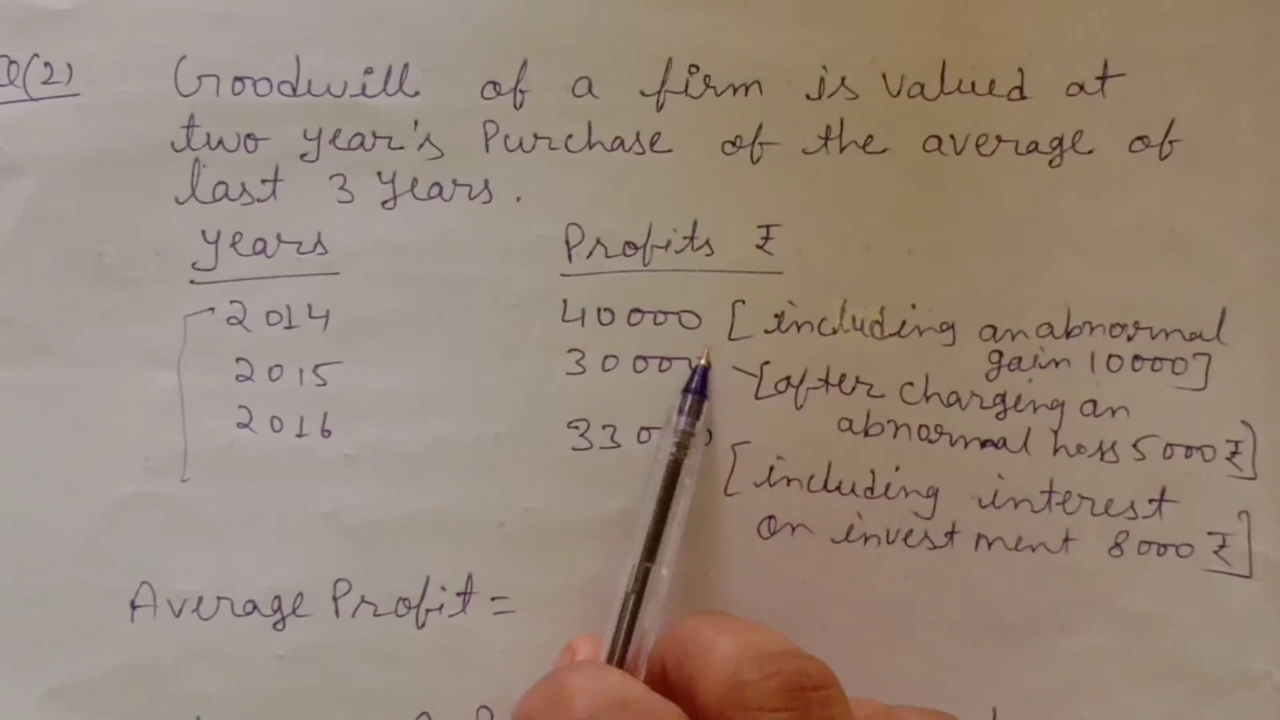 Q(2) Goodwill of a firm is valued at
two year's Purchase of the average of
last 3 years.
years Profits ₹
2014 40000 [including an abnormal
gain 10000]
2015 30000 [after charging an
abnormal loss 5000 ₹]
2016 330
[including interest
on investment 8000 ₹]
Average Profit =